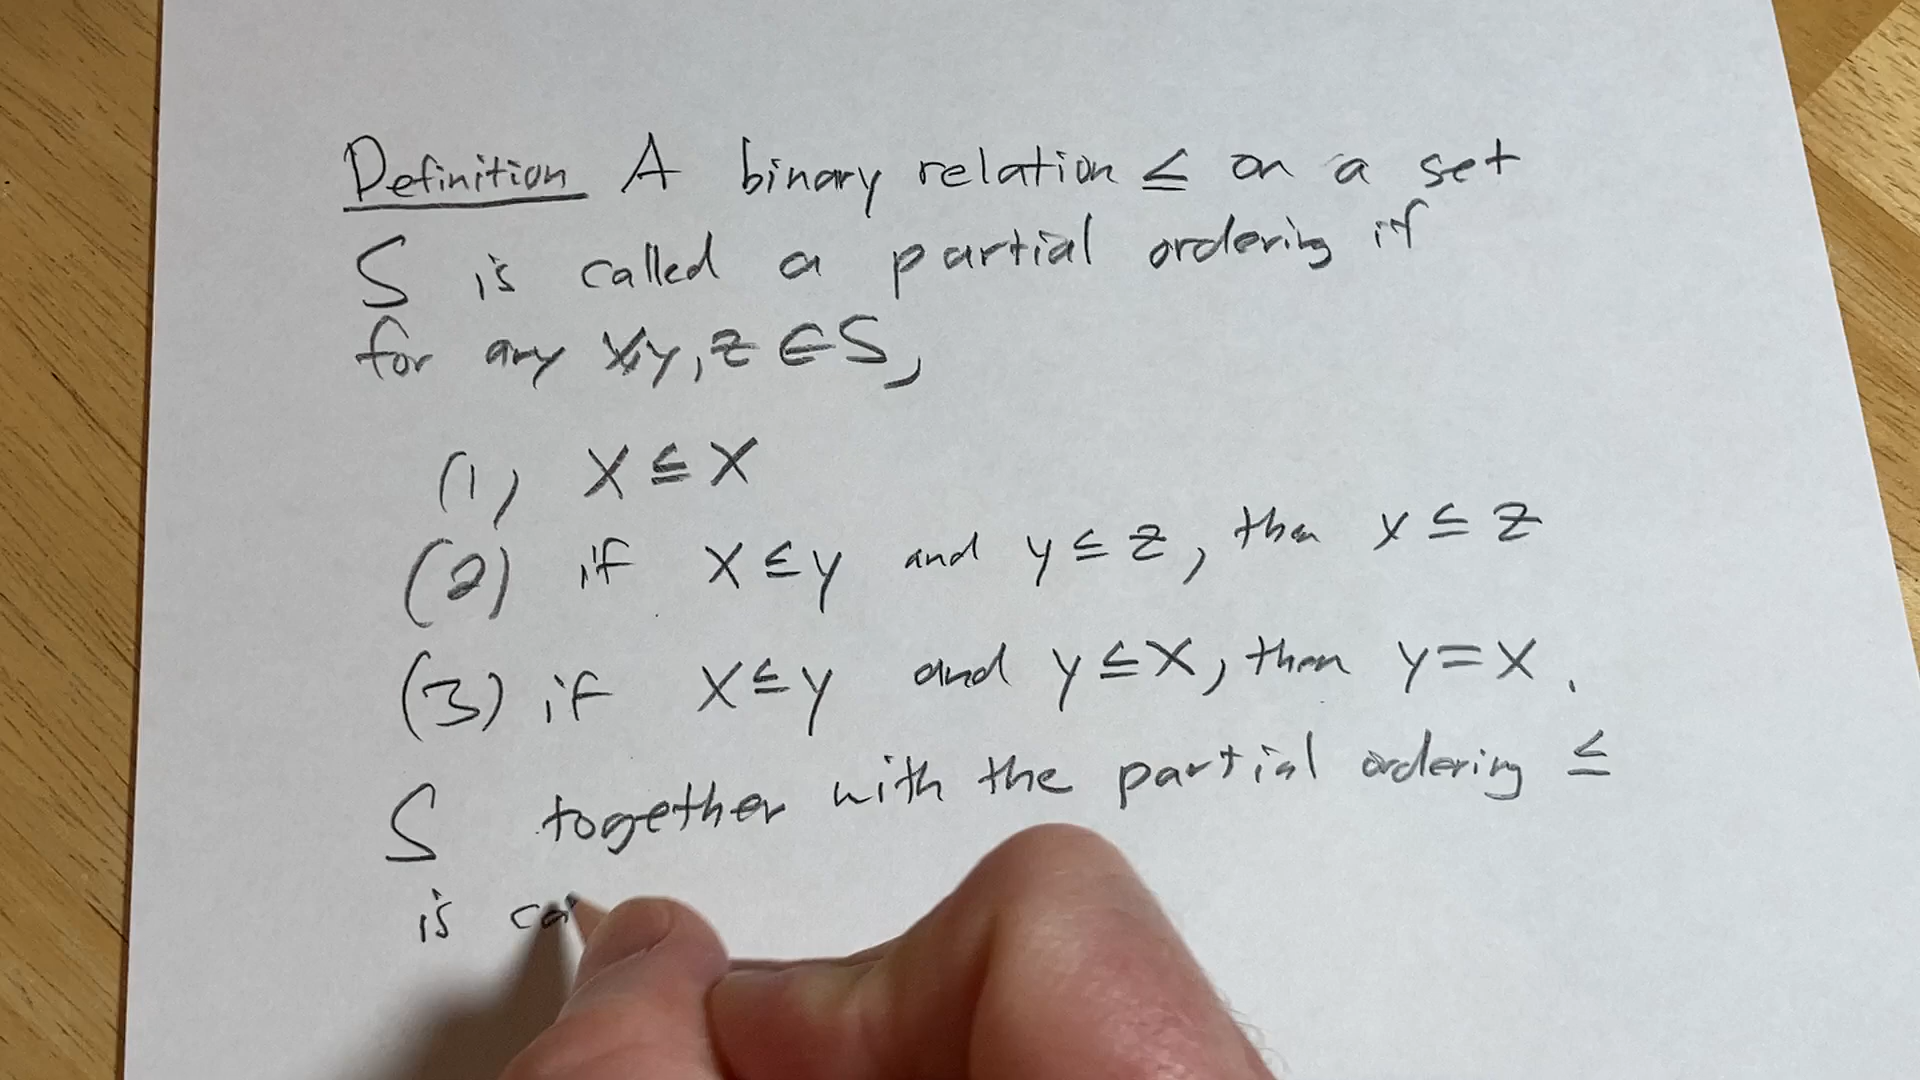 Definition A binary relation ≤ on a set
S is called a partial ordering if
for any x,y,z ∈ S,
(1) x ≤ x
(2) if x ≤ y and y ≤ z, then x ≤ z
(3) if x ≤ y and y ≤ x, then y = x.
S together with the partial ordering ≤
is ca